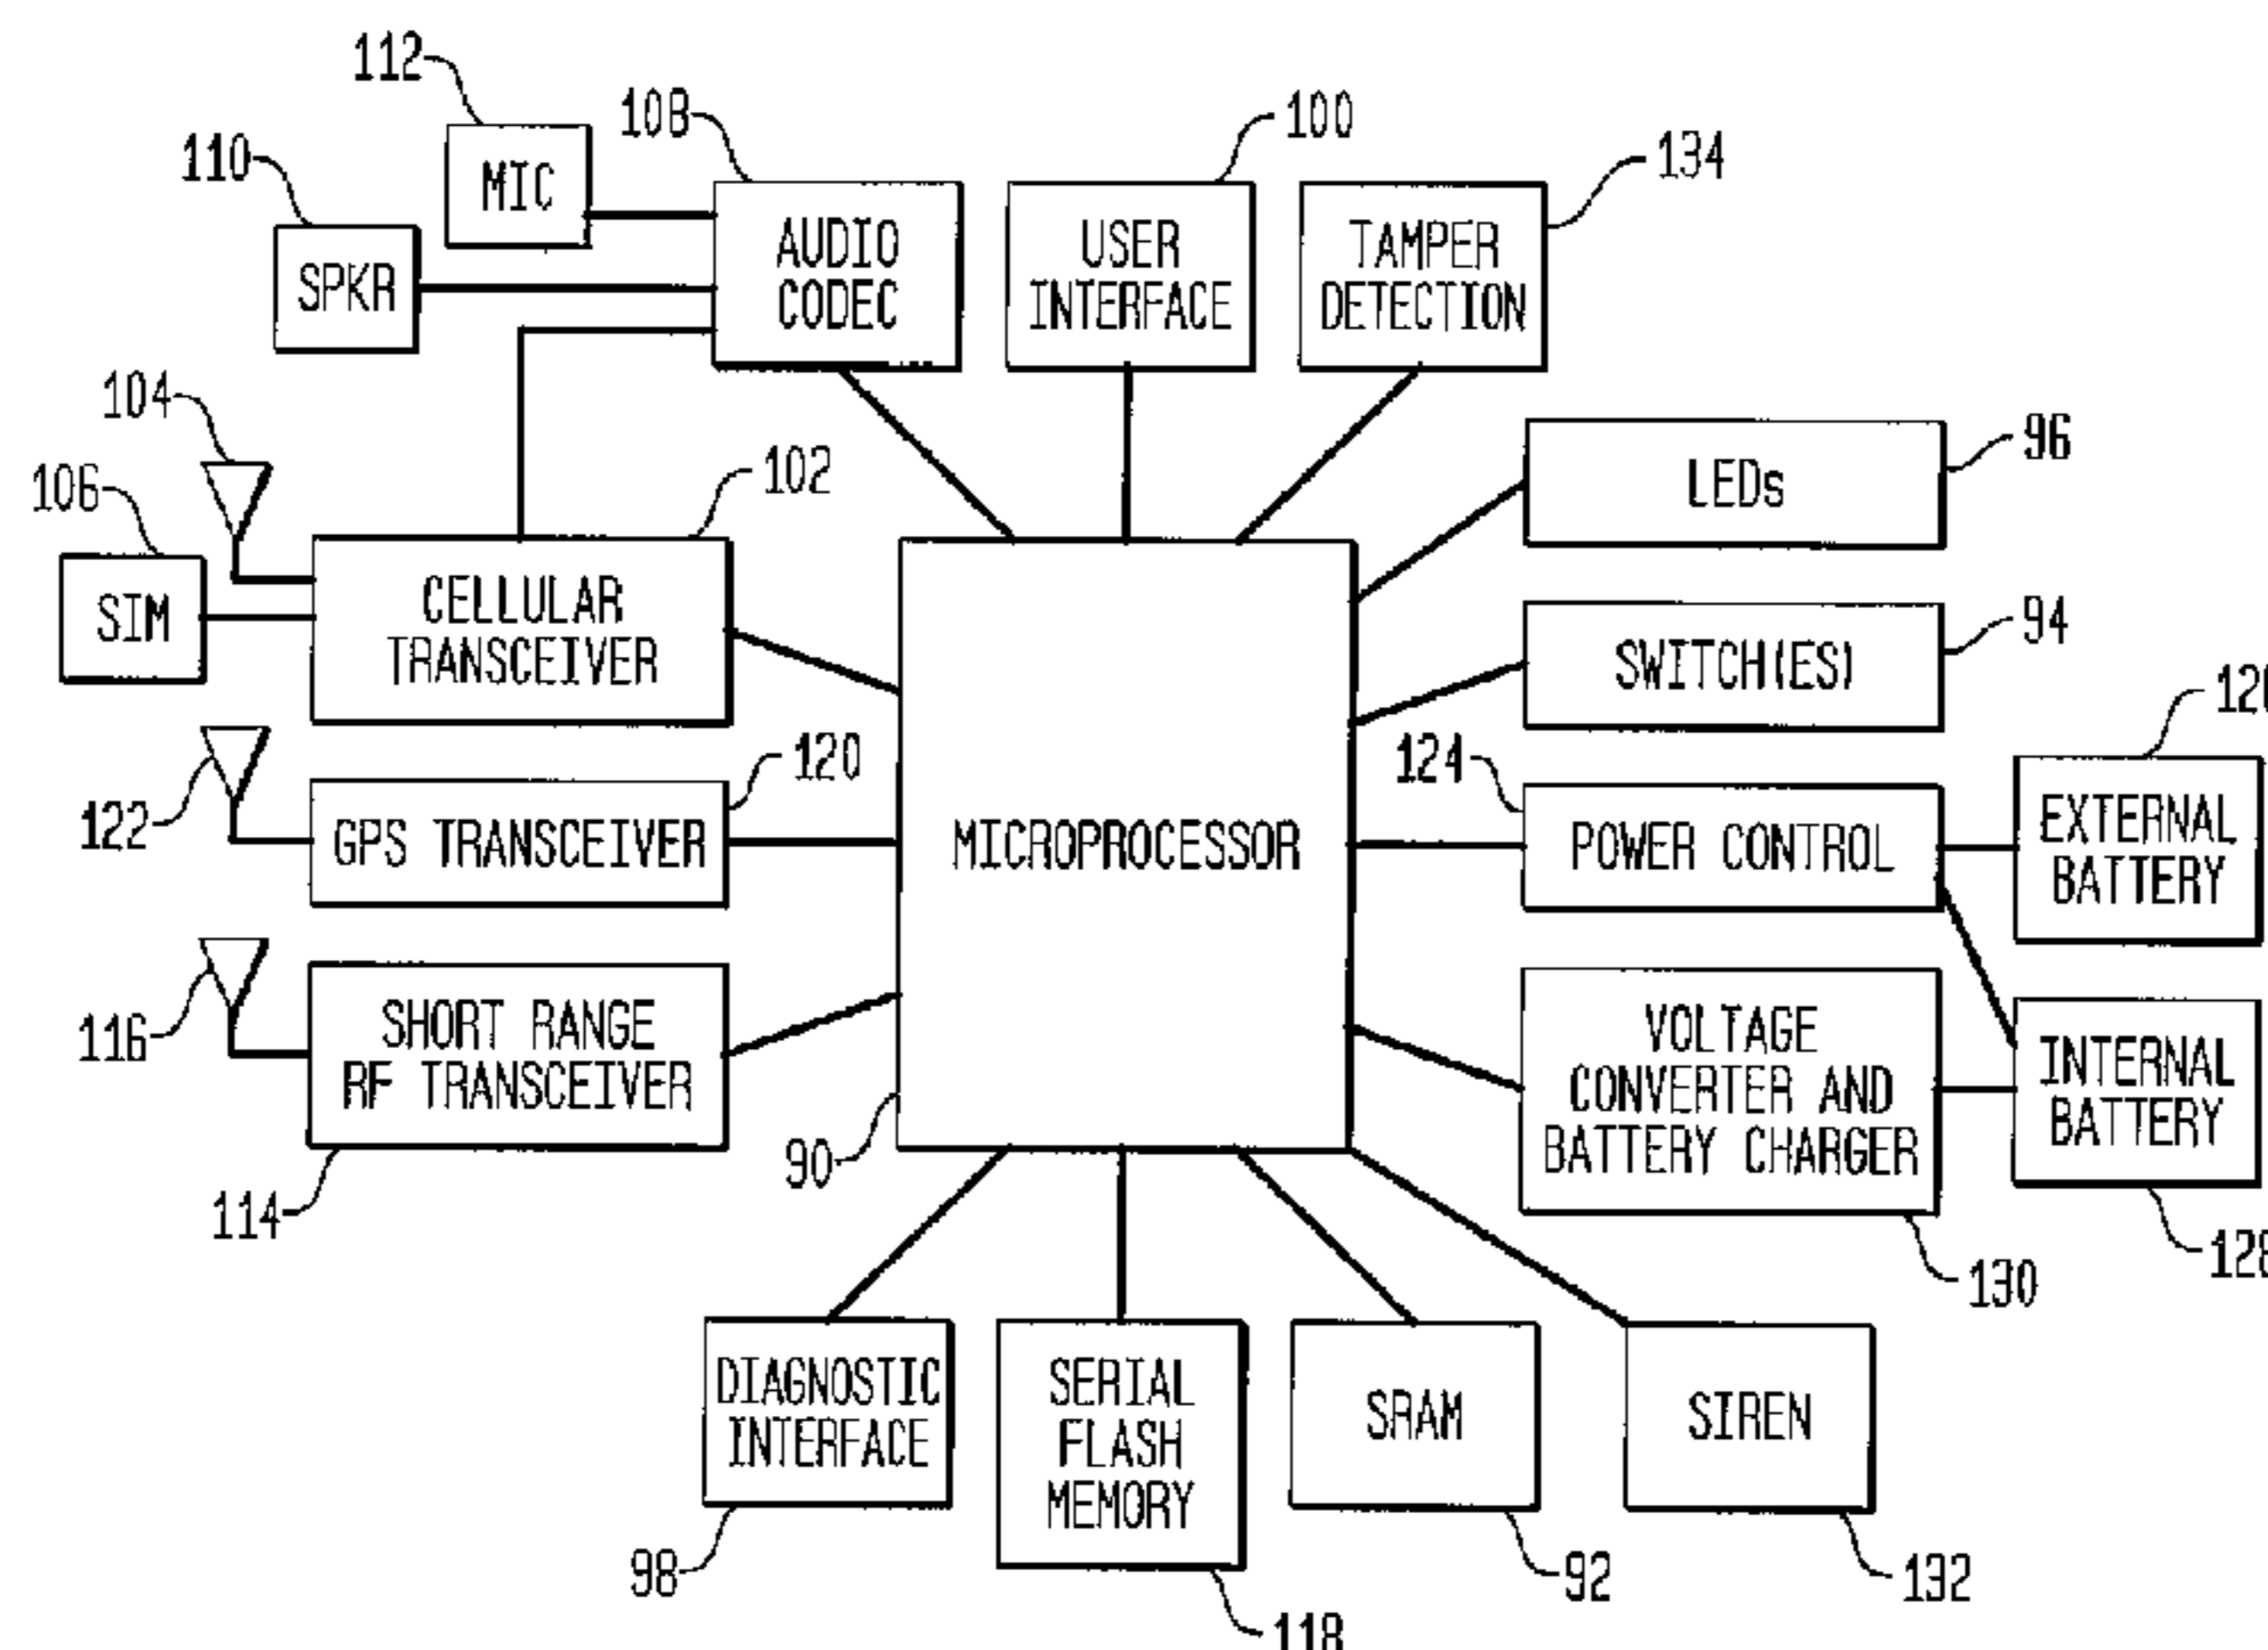 112
108
100
134
110
MIC
AUDIO
CODEC
USER
INTERFACE
TAMPER
DETECTION
SPKR
104
106
102
96
LEDs
SIM
CELLULAR
TRANSCEIVER
94
SWITCH(ES)
122
120
GPS TRANSCEIVER
MICROPROCESSOR
124
POWER CONTROL
EXTERNAL
BATTERY
116
SHORT RANGE
RF TRANSCEIVER
114
90
VOLTAGE
CONVERTER AND
BATTERY CHARGER
130
INTERNAL
BATTERY
128
DIAGNOSTIC
INTERFACE
98
SERIAL
FLASH
MEMORY
118
SRAM
92
SIREN
132